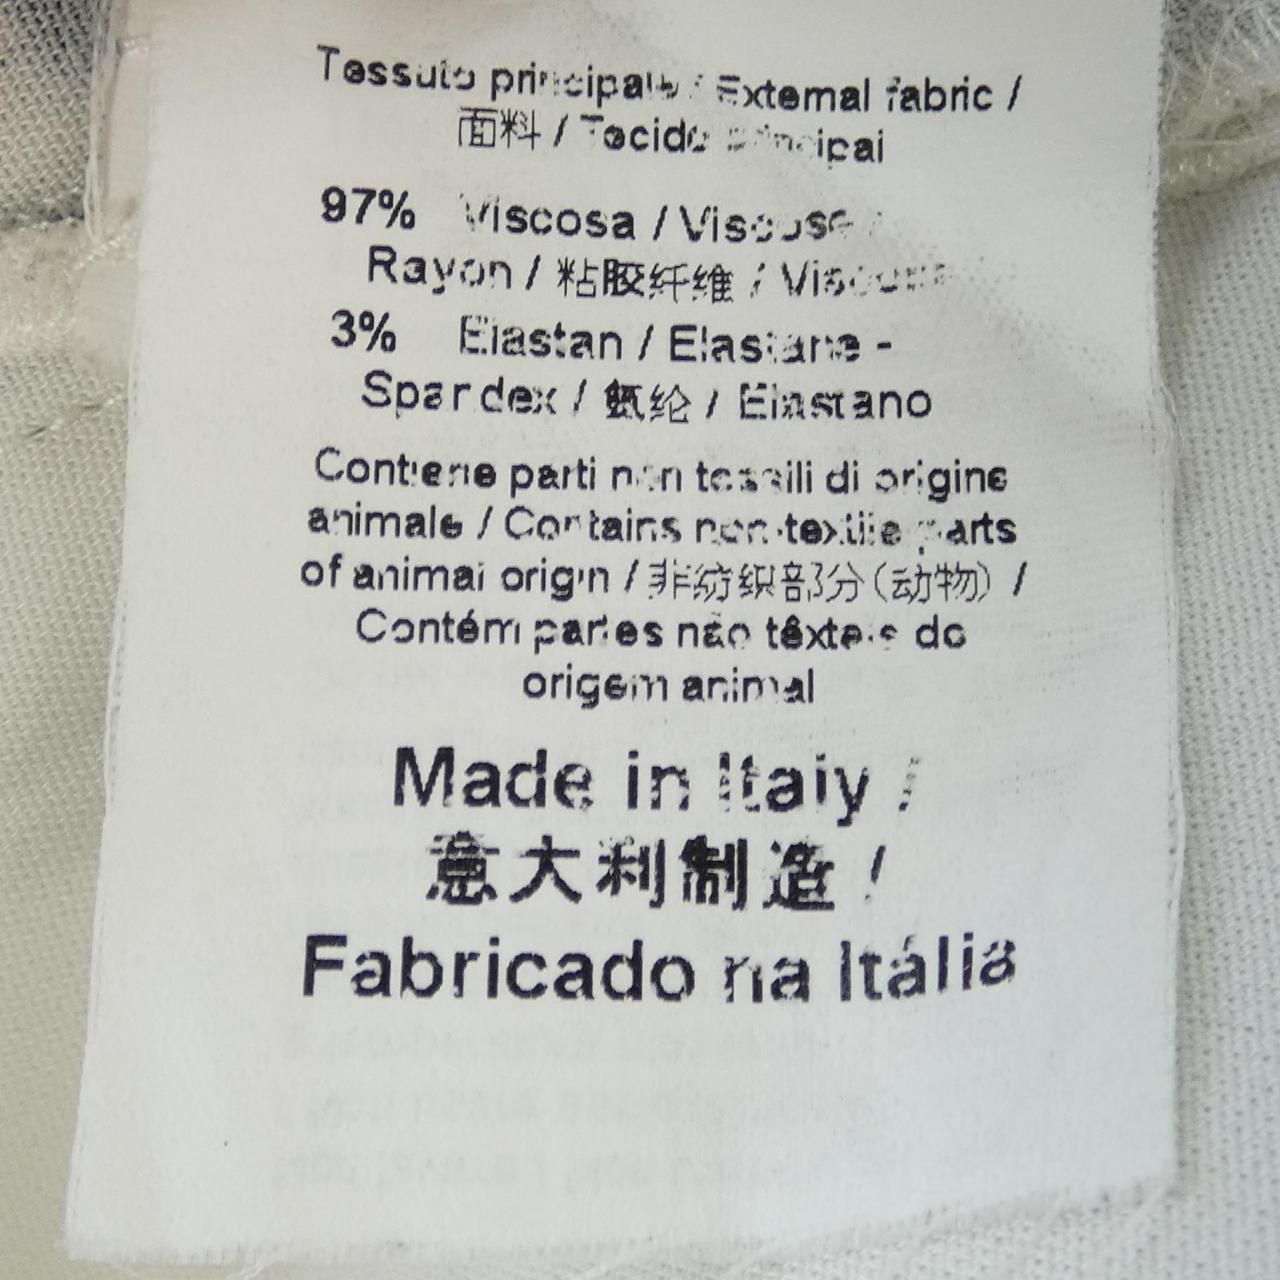 Tessuto principale / External fabric /
面料 / Tecido principal
97% Viscosa / Viscose /
Rayon / 粘胶纤维 / Viscose
3% Elastan / Elastane -
Spandex / 氨纶 / Elastano
Contiene parti non tessili di origine
animale / Contains non-textile parts
of animal origin / 非纺织部分(动物) /
Contém partes não têxteis de
origem animal
Made in Italy /
意大利制造 /
Fabricado na Itália